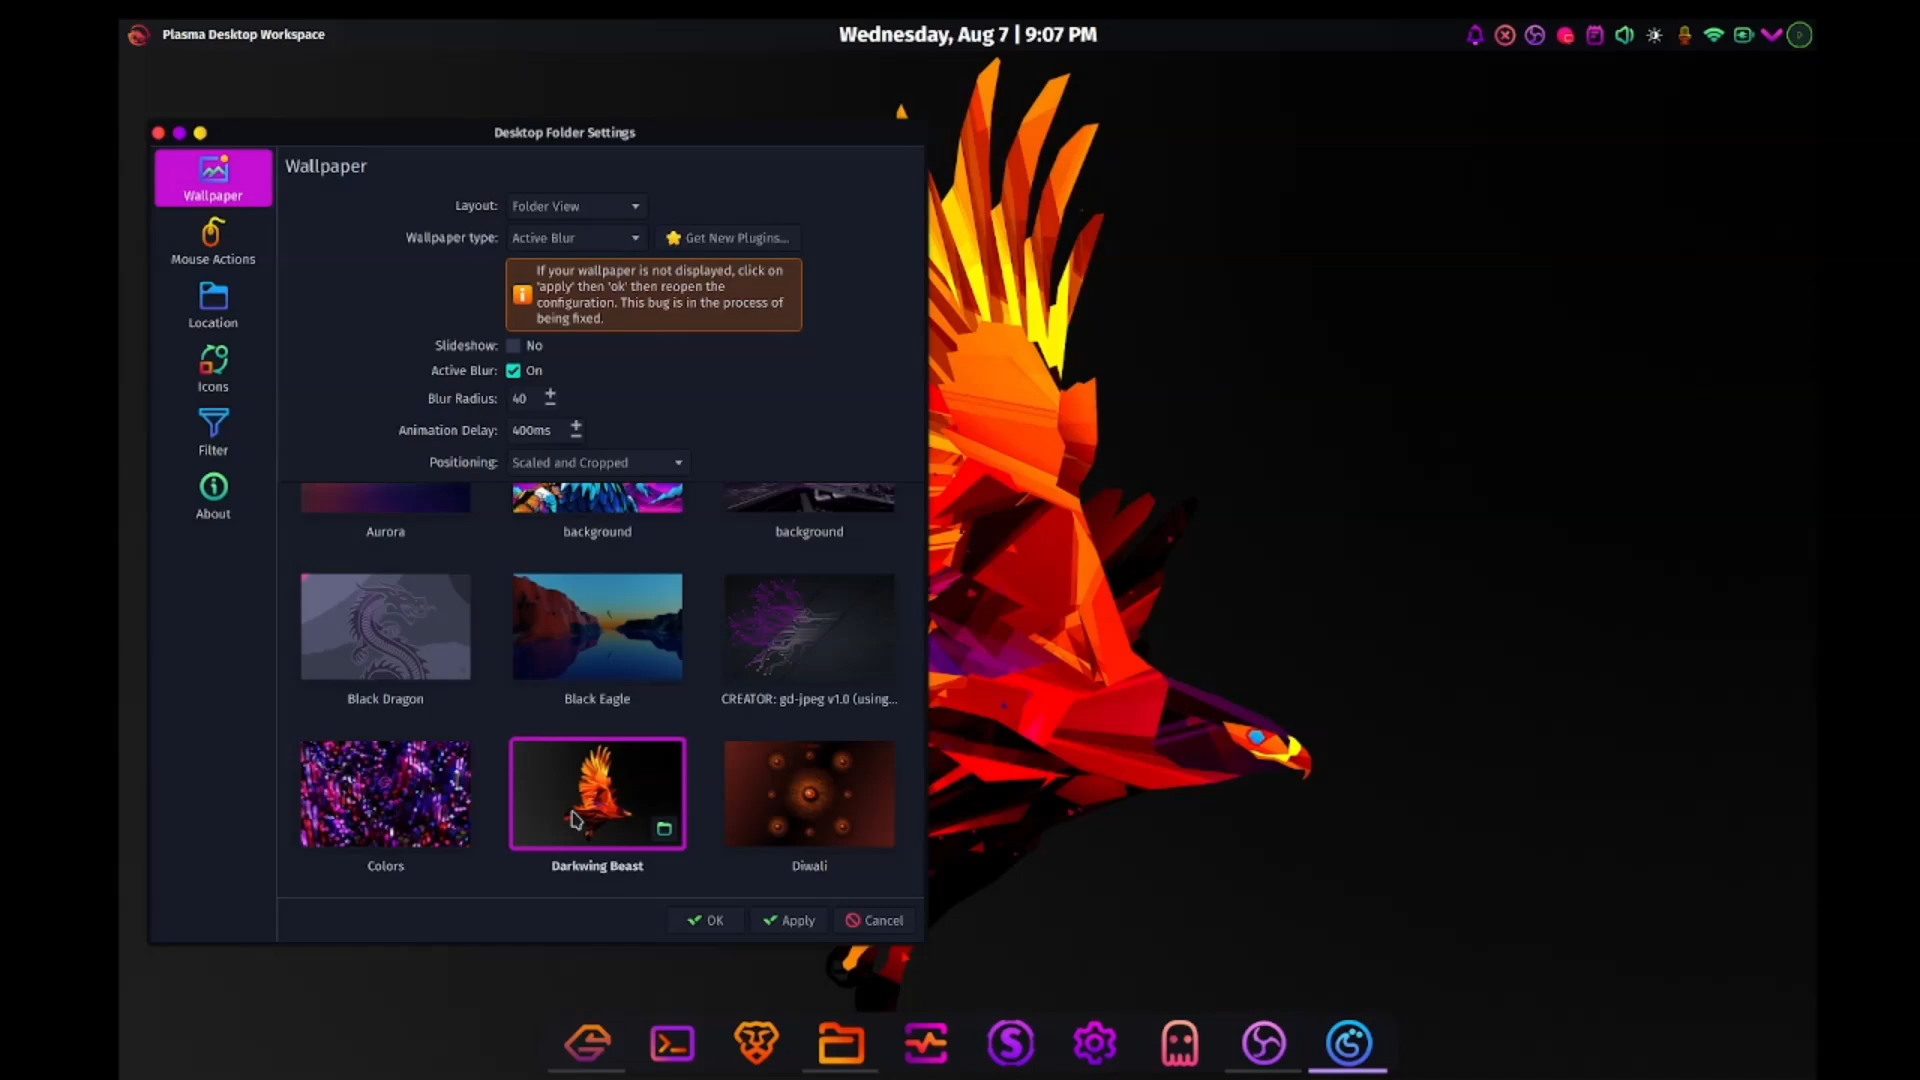 Plasma Desktop Workspace
Wednesday, Aug 7 | 9:07 PM
Desktop Folder Settings
Wallpaper
Mouse Actions
Location
Icons
Filter
About
Wallpaper
Layout: Folder View
Wallpaper type: Active Blur Get New Plugins...
If your wallpaper is not displayed, click on
'apply' then 'ok' then reopen the
configuration. This bug is in the process of
being fixed.
Slideshow: No
Active Blur: On
Blur Radius: 40
Animation Delay: 400ms
Positioning: Scaled and Cropped
Aurora background background
Black Dragon Black Eagle CREATOR: gd-jpeg v1.0 (using...
Colors Darkwing Beast Diwali
OK Apply Cancel